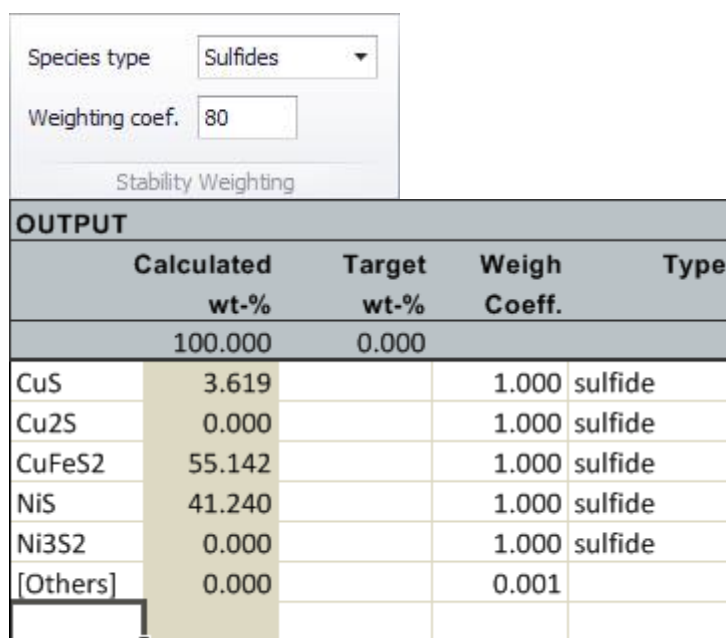 Species type Sulfides
Weighting coef. 80
Stability Weighting
OUTPUT
Calculated Target Weigh Type
wt-% wt-% Coeff.
100.000 0.000
CuS 3.619 1.000 sulfide
Cu2S 0.000 1.000 sulfide
CuFeS2 55.142 1.000 sulfide
NiS 41.240 1.000 sulfide
Ni3S2 0.000 1.000 sulfide
[Others] 0.000 0.001